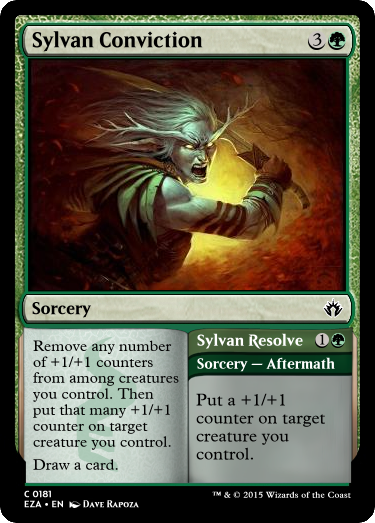 Sylvan Conviction 3
Sorcery
Remove any number
of +1/+1 counters
from among creatures
you control. Then
put that many +1/+1
counter on target
creature you control.
Draw a card.
Sylvan Resolve 1
Sorcery — Aftermath
Put a +1/+1
counter on target
creature you
control.
C 0181
EZA • EN Dave Rapoza
™ & © 2015 Wizards of the Coast